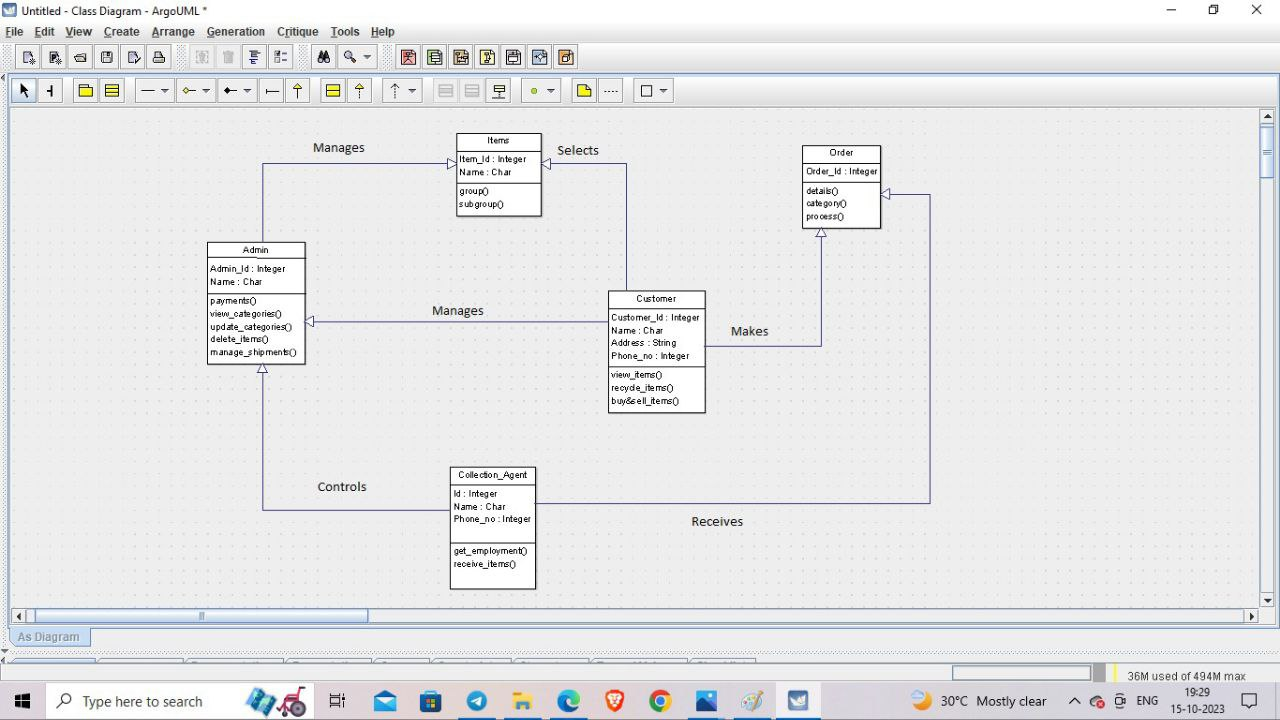 Untitled - Class Diagram - ArgoUML *
File Edit View Create Arrange Generation Critique Tools Help
Manages
Items
Item_Id : Integer
Name : Char
group()
subgroup()
Selects
Order
Order_Id : Integer
details()
category()
process()
Admin
Admin_Id : Integer
Name : Char
payments()
view_categories()
update_categories()
delete_items()
manage_shipments()
Manages
Customer
Customer_Id : Integer
Name : Char
Address : String
Phone_no : Integer
view_items()
recycle_items()
buy&sell_items()
Makes
Controls
Collection_Agent
Id : Integer
Name : Char
Phone_no : Integer
get_employment()
receive_items()
Receives
As Diagram
36M used of 494M max
Type here to search
30°C Mostly clear
ENG
19:29
15-10-2023